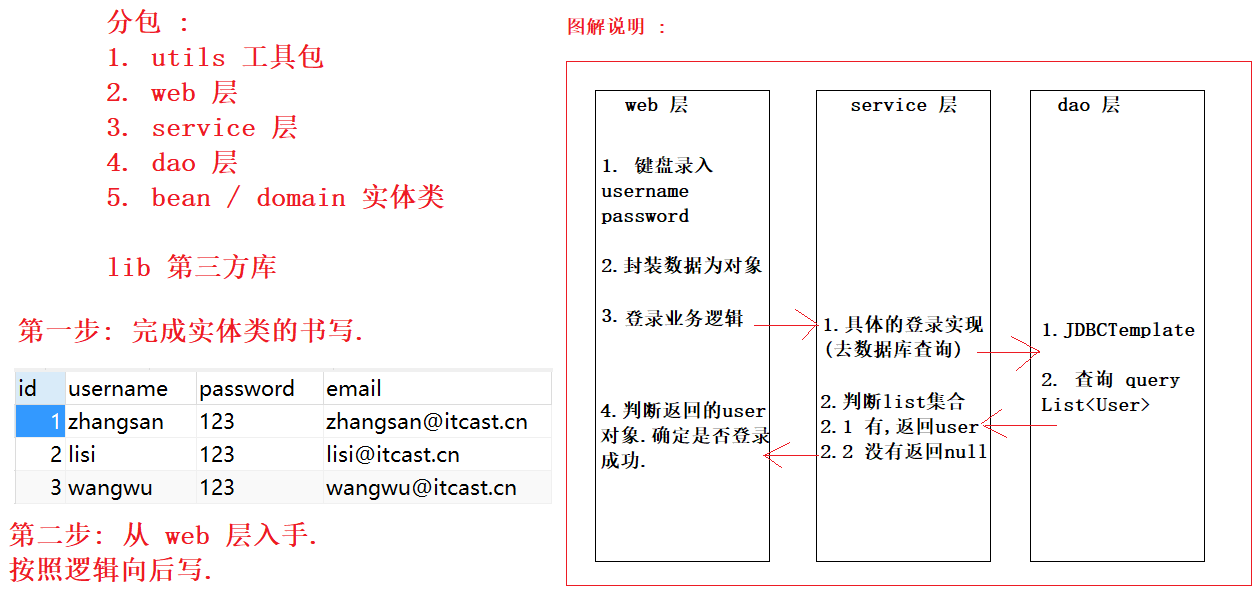 分包 :
1. utils 工具包
2. web 层
3. service 层
4. dao 层
5. bean / domain 实体类
lib 第三方库
第一步: 完成实体类的书写.
id username password email
1 zhangsan 123 zhangsan@itcast.cn
2 lisi 123 lisi@itcast.cn
3 wangwu 123 wangwu@itcast.cn
第二步: 从 web 层入手.
按照逻辑向后写.
图解说明 :
web 层
1. 键盘录入
username
password
2.封装数据为对象
3.登录业务逻辑
4.判断返回的user
对象.确定是否登录
成功.
service 层
1.具体的登录实现
(去数据库查询)
2.判断list集合
2.1 有,返回user
2.2 没有返回null
dao 层
1.JDBCTemplate
2. 查询 query
List<User>